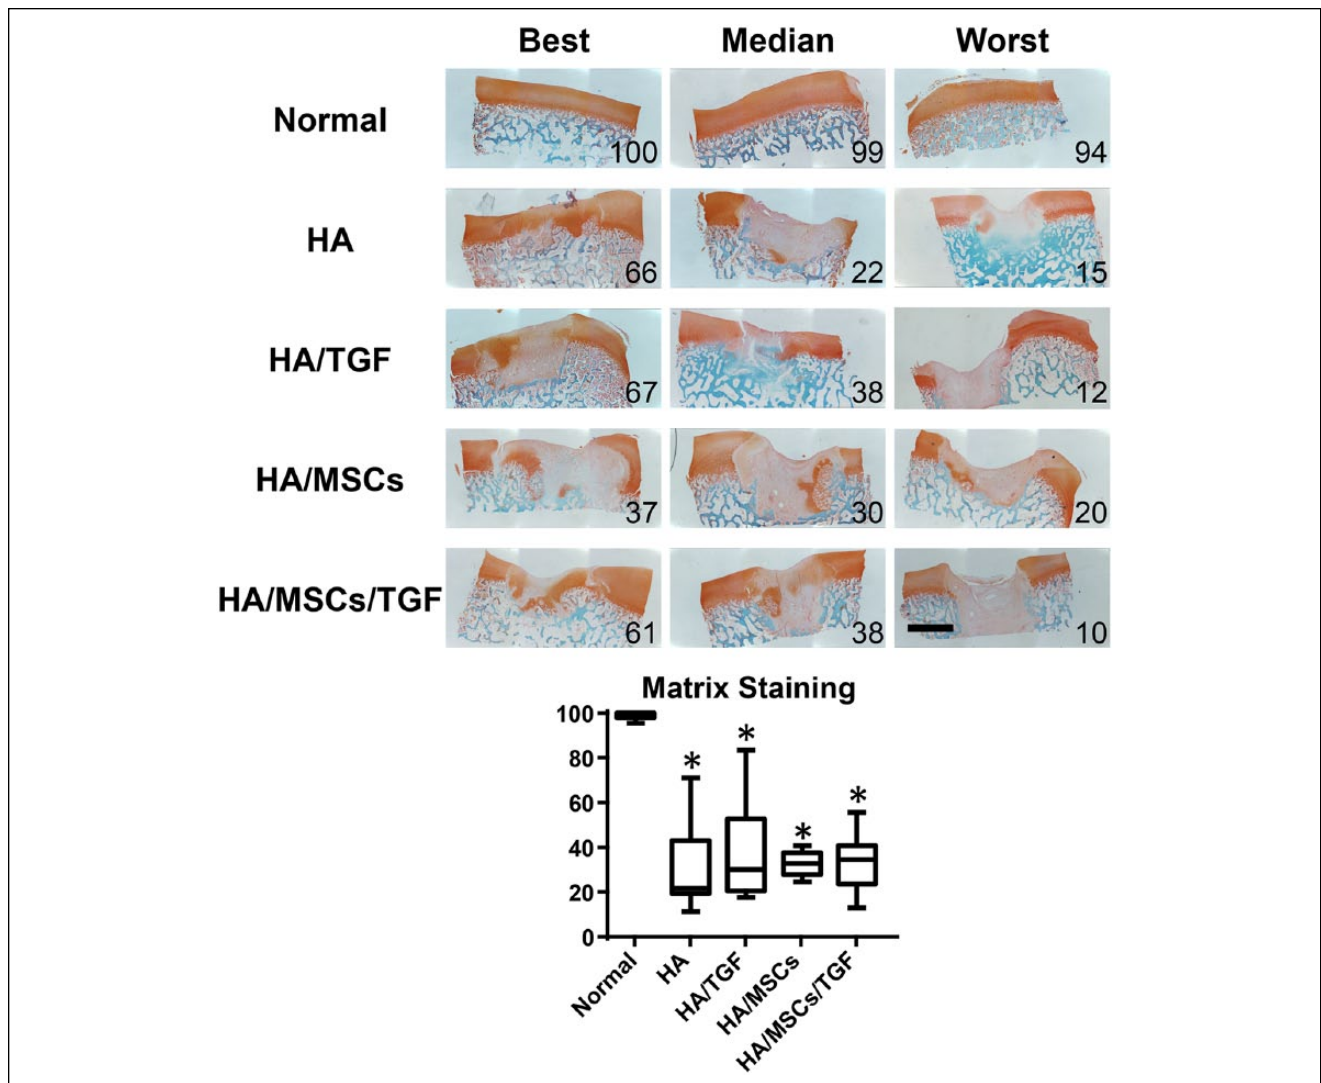 Best Median Worst
Normal 100 99 94
HA 66 22 15
HA/TGF 67 38 12
HA/MSCs 37 30 20
HA/MSCs/TGF 61 38 10
Matrix Staining
100
80
60
40
20
0
* * * *
Normal HA HA/TGF HA/MSCs HA/MSCs/TGF